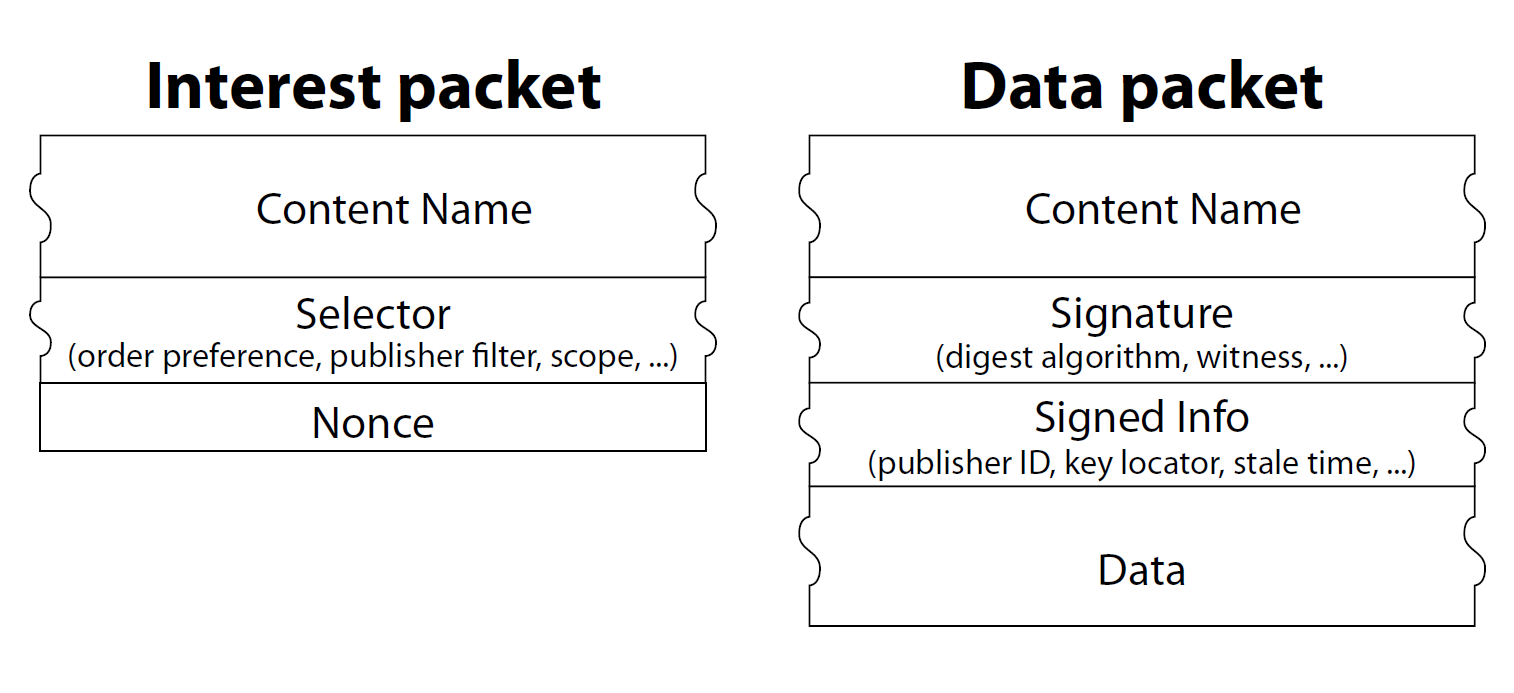 Interest packet
Content Name
Selector
(order preference, publisher filter, scope, ...)
Nonce
Data packet
Content Name
Signature
(digest algorithm, witness, ...)
Signed Info
(publisher ID, key locator, stale time, ...)
Data